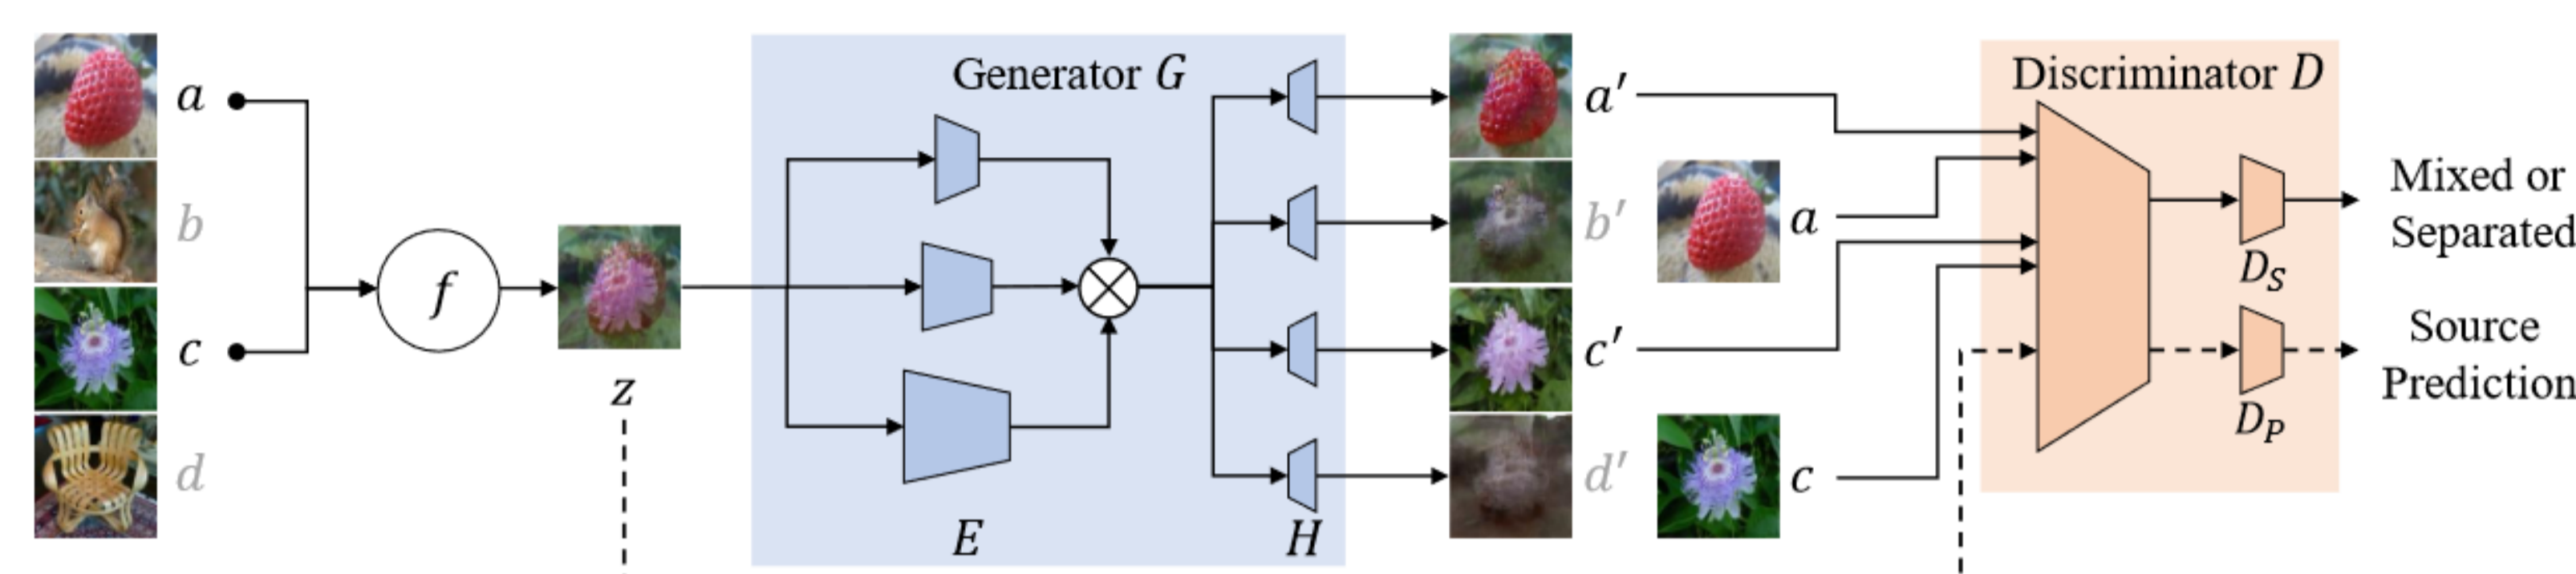 a
b
c
d
f
z
Generator G
E
H
a′
b′
c′
d′
a
c
Discriminator D
D_S
D_P
Mixed or
Separated
Source
Prediction